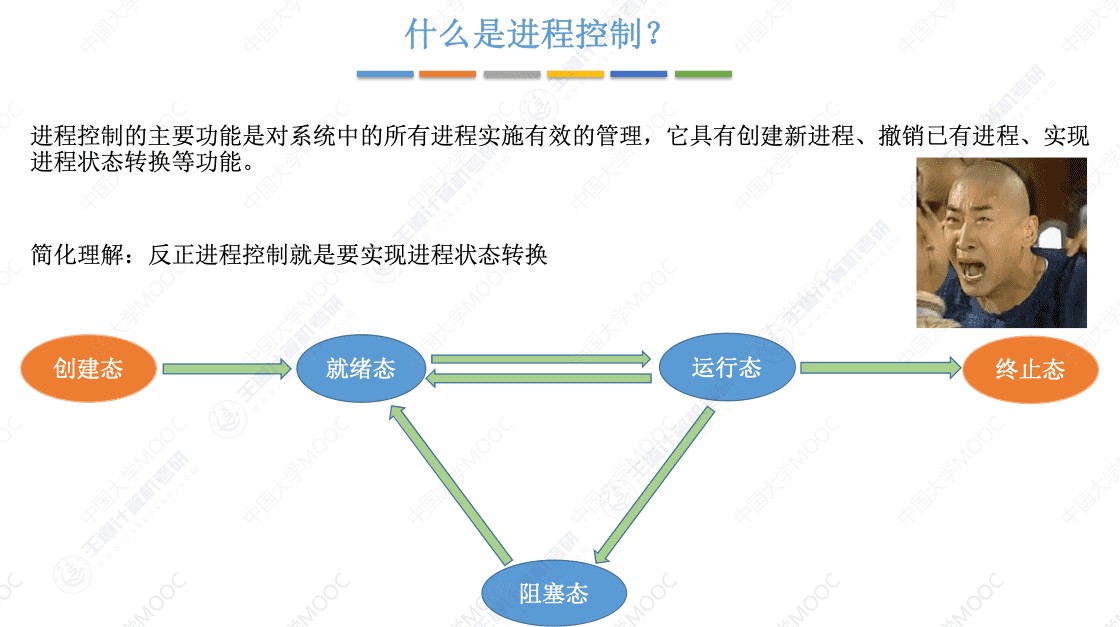 什么是进程控制？
进程控制的主要功能是对系统中的所有进程实施有效的管理，它具有创建新进程、撤销已有进程、实现
进程状态转换等功能。
简化理解：反正进程控制就是要实现进程状态转换
创建态
就绪态
运行态
终止态
阻塞态
中国大学MOOC
王道计算机考研